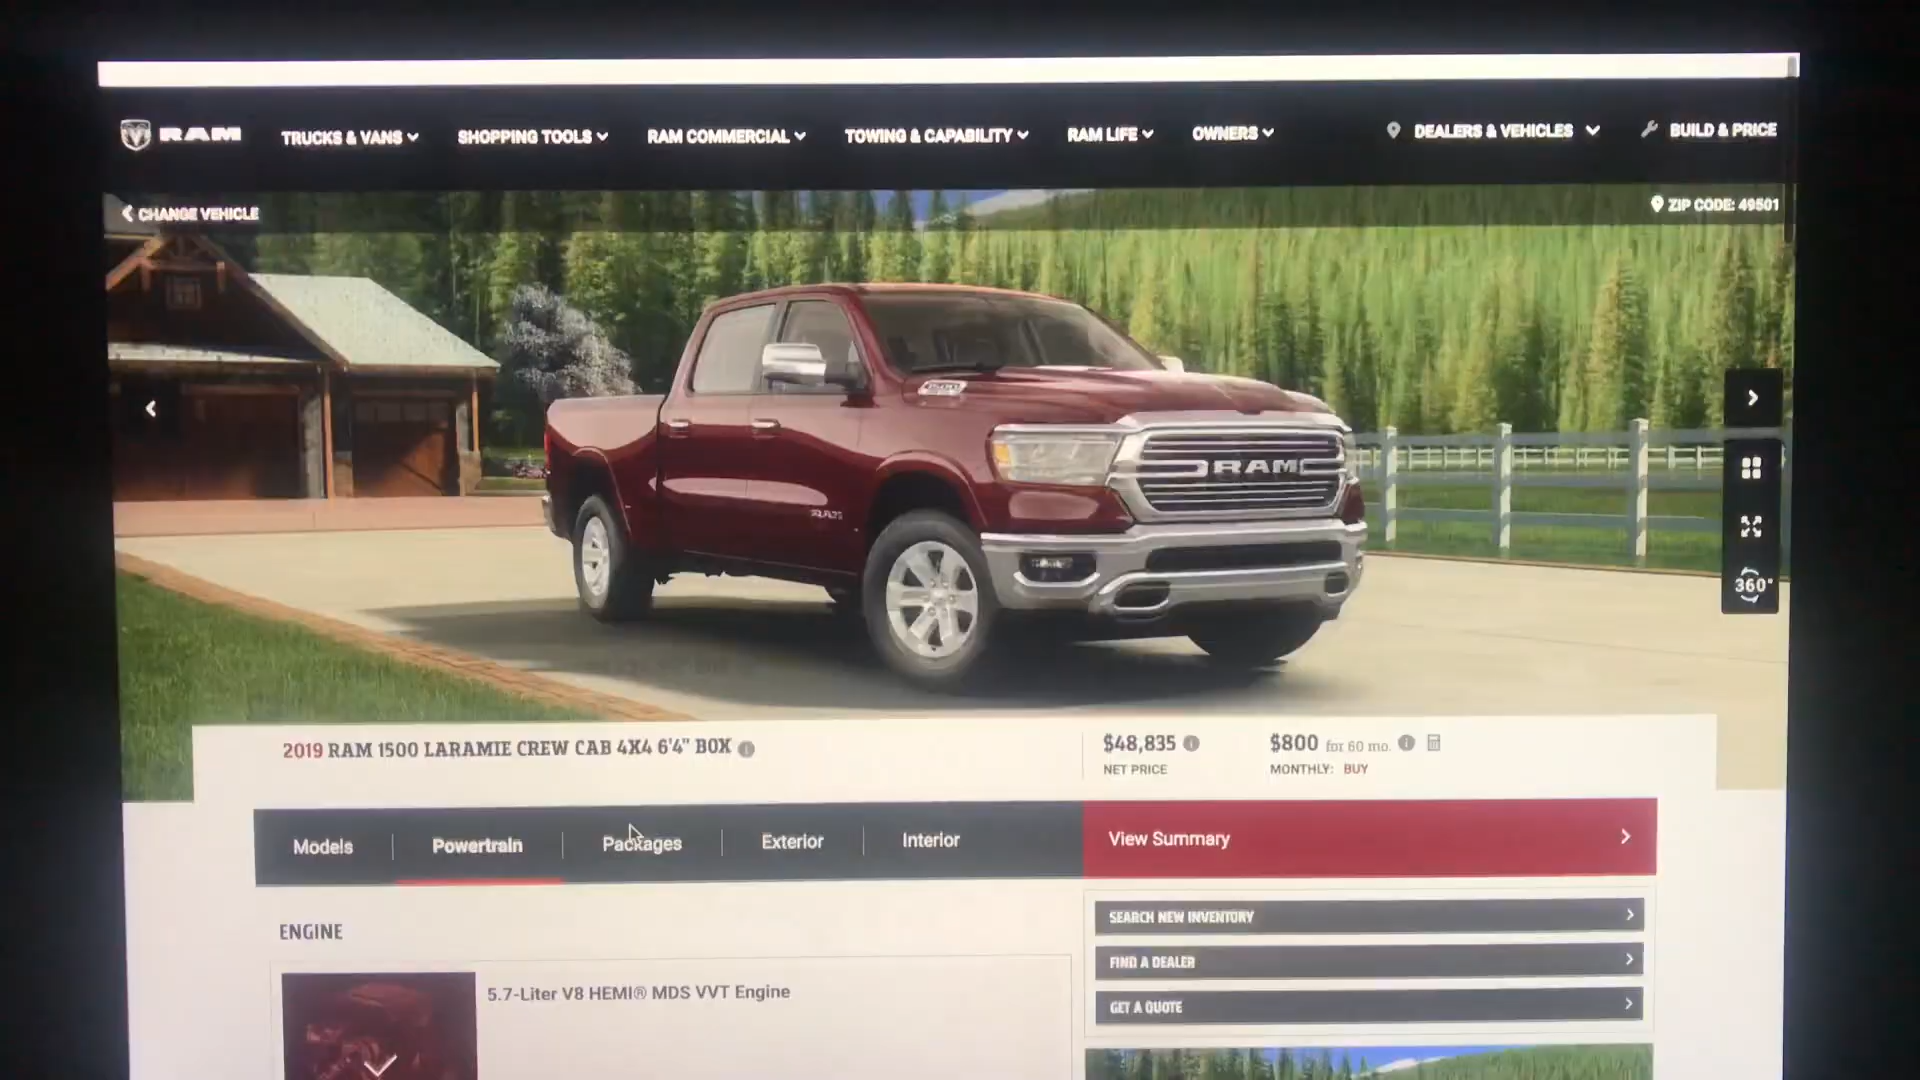 RAM
TRUCKS & VANS
SHOPPING TOOLS
RAM COMMERCIAL
TOWING & CAPABILITY
RAM LIFE
OWNERS
DEALERS & VEHICLES
BUILD & PRICE
CHANGE VEHICLE
ZIP CODE: 49501
1500
RAM
RAM
360°
2019 RAM 1500 LARAMIE CREW CAB 4X4 6'4" BOX
$48,835
NET PRICE
$800 for 60 mo.
MONTHLY: BUY
Models
Powertrain
Packages
Exterior
Interior
View Summary
ENGINE
5.7-Liter V8 HEMI® MDS VVT Engine
SEARCH NEW INVENTORY
FIND A DEALER
GET A QUOTE